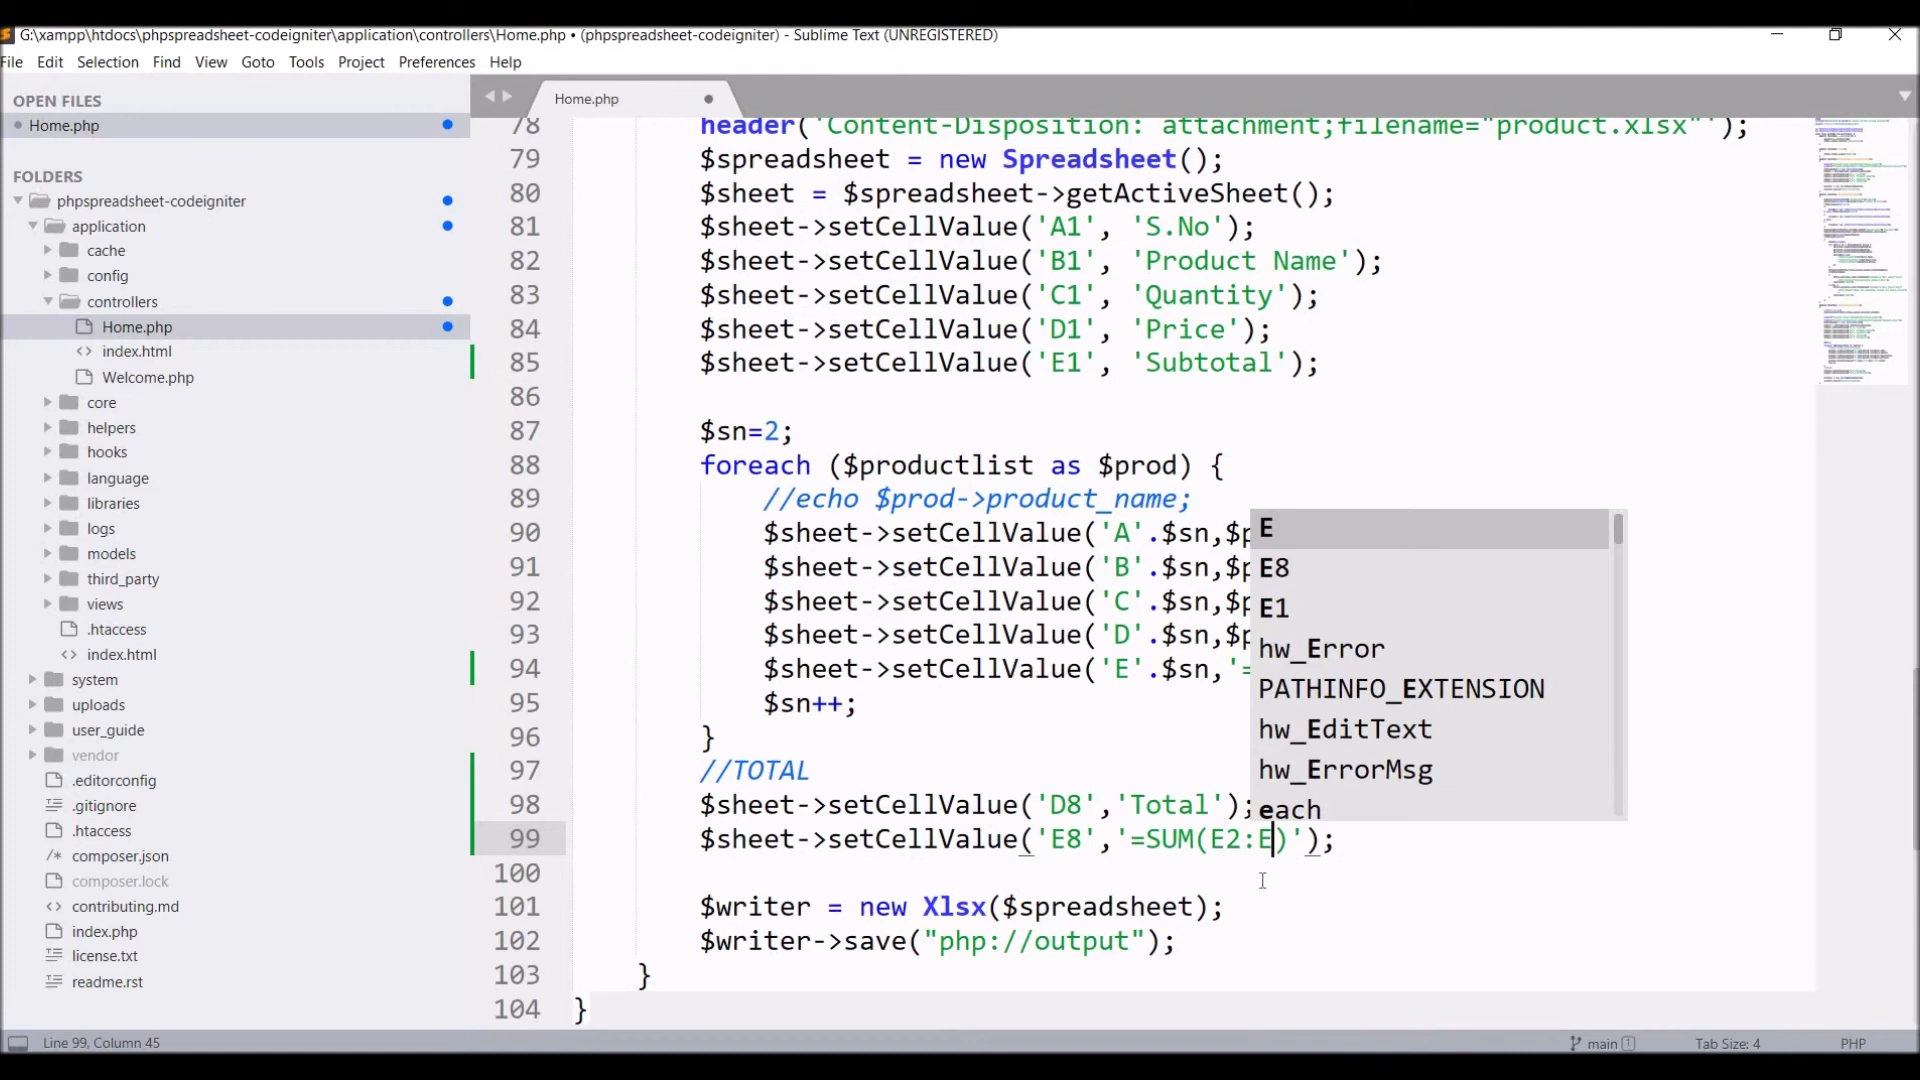 G:\xampp\htdocs\phpspreadsheet-codeigniter\application\controllers\Home.php • (phpspreadsheet-codeigniter) - Sublime Text (UNREGISTERED)
File Edit Selection Find View Goto Tools Project Preferences Help
OPEN FILES
Home.php
FOLDERS
phpspreadsheet-codeigniter
application
cache
config
controllers
Home.php
index.html
Welcome.php
core
helpers
hooks
language
libraries
logs
models
third_party
views
.htaccess
index.html
system
uploads
user_guide
vendor
.editorconfig
.gitignore
.htaccess
composer.json
composer.lock
contributing.md
index.php
license.txt
readme.rst
Home.php
78 header('Content-Disposition: attachment;filename="product.xlsx"');
79 $spreadsheet = new Spreadsheet();
80 $sheet = $spreadsheet->getActiveSheet();
81 $sheet->setCellValue('A1', 'S.No');
82 $sheet->setCellValue('B1', 'Product Name');
83 $sheet->setCellValue('C1', 'Quantity');
84 $sheet->setCellValue('D1', 'Price');
85 $sheet->setCellValue('E1', 'Subtotal');
86
87 $sn=2;
88 foreach ($productlist as $prod) {
89 //echo $prod->product_name;
90 $sheet->setCellValue('A'.$sn,$p
91 $sheet->setCellValue('B'.$sn,$p
92 $sheet->setCellValue('C'.$sn,$p
93 $sheet->setCellValue('D'.$sn,$p
94 $sheet->setCellValue('E'.$sn,'=
95 $sn++;
96 }
97 //TOTAL
98 $sheet->setCellValue('D8','Total');
99 $sheet->setCellValue('E8','=SUM(E2:E)');
100
101 $writer = new Xlsx($spreadsheet);
102 $writer->save("php://output");
103 }
104 }
E
E8
E1
hw_Error
PATHINFO_EXTENSION
hw_EditText
hw_ErrorMsg
each
Line 99, Column 45
main 1
Tab Size: 4
PHP